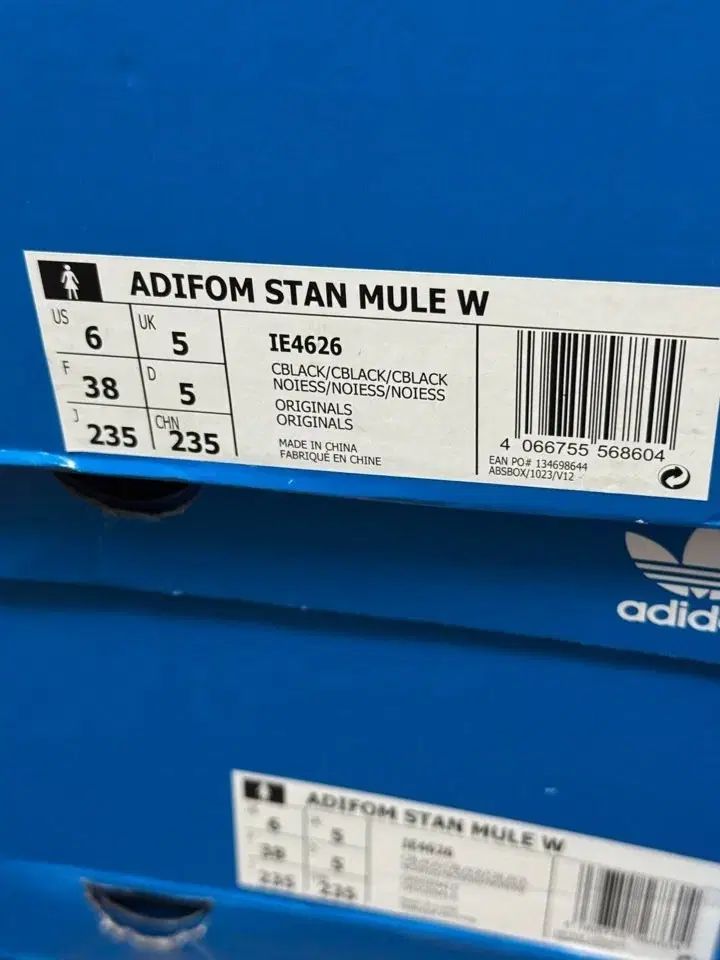 ADIFOM STAN MULE W
US 6 UK 5
F 38 D 5
J 235 CHN 235
IE4626
CBLACK/CBLACK/CBLACK
NOIESS/NOIESS/NOIESS
ORIGINALS
ORIGINALS
MADE IN CHINA
FABRIQUÉ EN CHINE
4 066755 568604
EAN PO# 134698644
ABSBOX/1023/V12
adid
ADIFOM STAN MULE W
6 5
38 5
235 235
IE4626